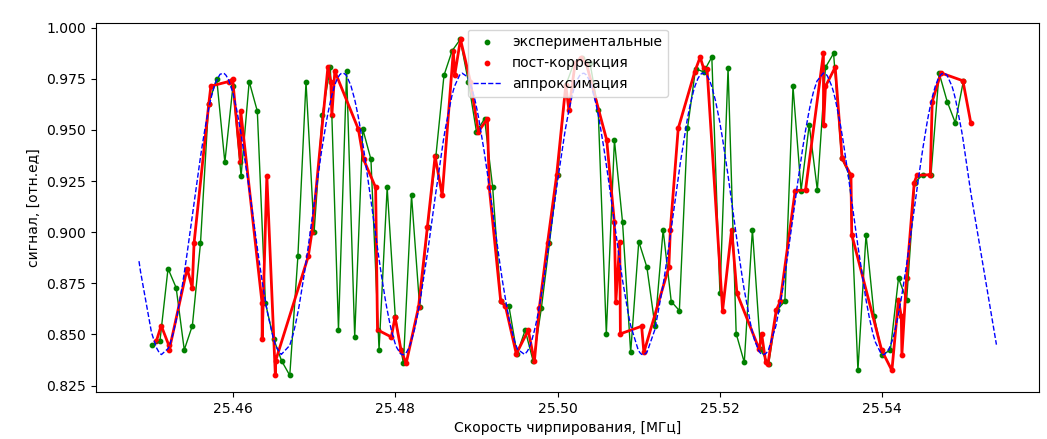 экспериментальные
пост-коррекция
аппроксимация
1.000
0.975
0.950
0.925
0.900
0.875
0.850
0.825
сигнал, [отн.ед]
25.46 25.48 25.50 25.52 25.54
Скорость чирпирования, [МГц]